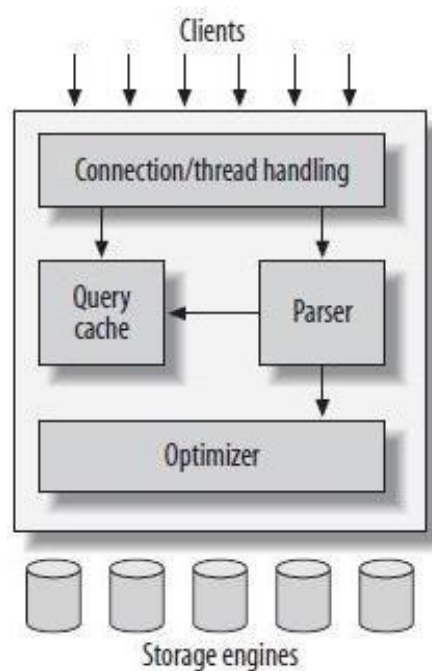 Clients
Connection/thread handling
Query
cache
Parser
Optimizer
Storage engines